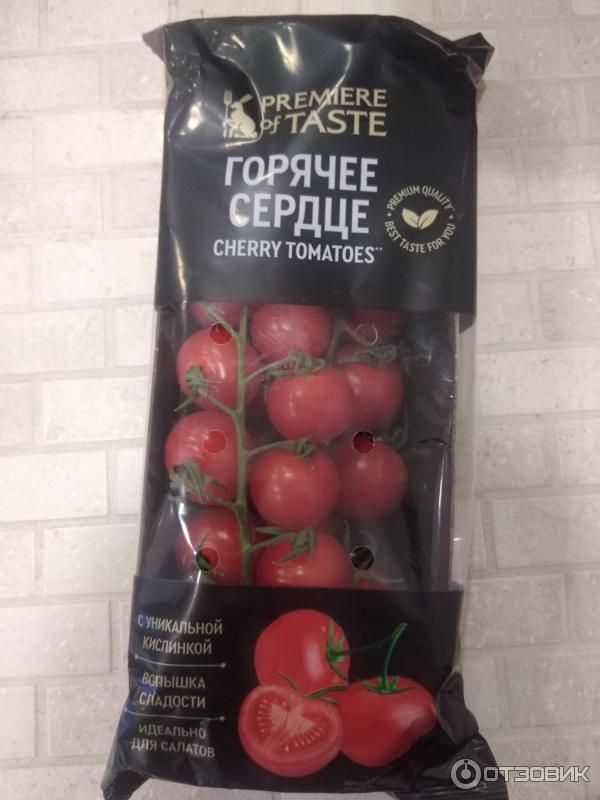 PREMIERE
of TASTE
ГОРЯЧЕЕ
СЕРДЦЕ
CHERRY TOMATOES**
PREMIUM QUALITY*
BEST TASTE FOR YOU
С УНИКАЛЬНОЙ
КИСЛИНКОЙ
ВСПЫШКА
СЛАДОСТИ
ИДЕАЛЬНО
ДЛЯ САЛАТОВ
ОТЗОВИК